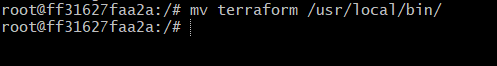 root@ff31627faa2a:/# mv terraform /usr/local/bin/
root@ff31627faa2a:/#